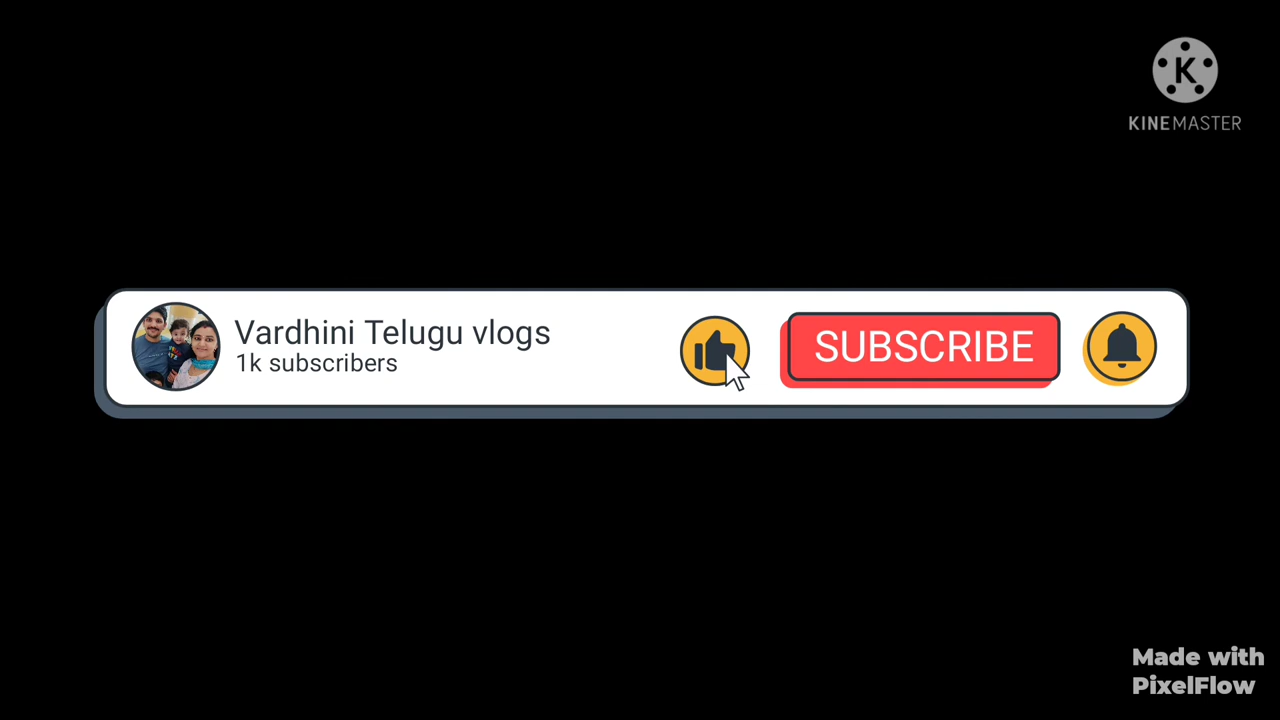 K
KINEMASTER
Vardhini Telugu vlogs
1k subscribers
SUBSCRIBE
Made with
PixelFlow